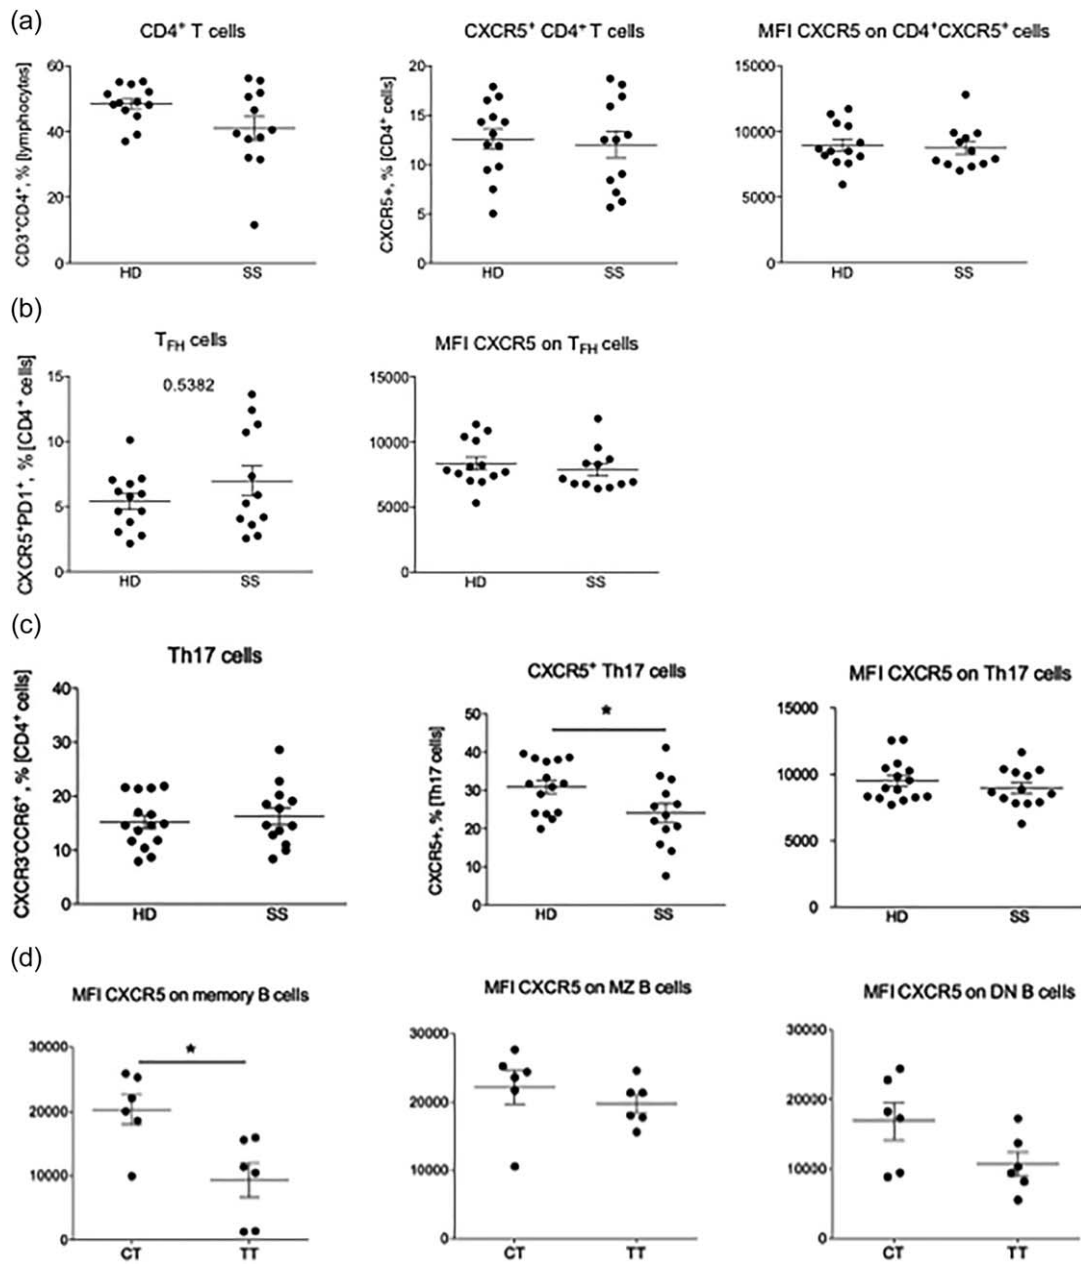 (a)
CD4⁺ T cells
CXCR5⁺ CD4⁺ T cells
MFI CXCR5 on CD4⁺CXCR5⁺ cells
CD3⁺CD4⁺, % [lymphocytes]
60
40
20
0
HD
SS
CXCR5+, % [CD4⁺ cells]
20
15
10
5
0
HD
SS
15000
10000
5000
0
HD
SS
(b)
T_FH cells
MFI CXCR5 on T_FH cells
CXCR5⁺PD1⁺, % [CD4⁺ cells]
0.5382
15
10
5
0
HD
SS
15000
10000
5000
0
HD
SS
(c)
Th17 cells
CXCR5⁺ Th17 cells
MFI CXCR5 on Th17 cells
CXCR3⁻CCR6⁺, % [CD4⁺ cells]
40
30
20
10
0
HD
SS
CXCR5+, % [Th17 cells]
*
50
40
30
20
10
0
HD
SS
15000
10000
5000
0
HD
SS
(d)
MFI CXCR5 on memory B cells
MFI CXCR5 on MZ B cells
MFI CXCR5 on DN B cells
*
30000
20000
10000
0
CT
TT
30000
20000
10000
0
CT
TT
30000
20000
10000
0
CT
TT